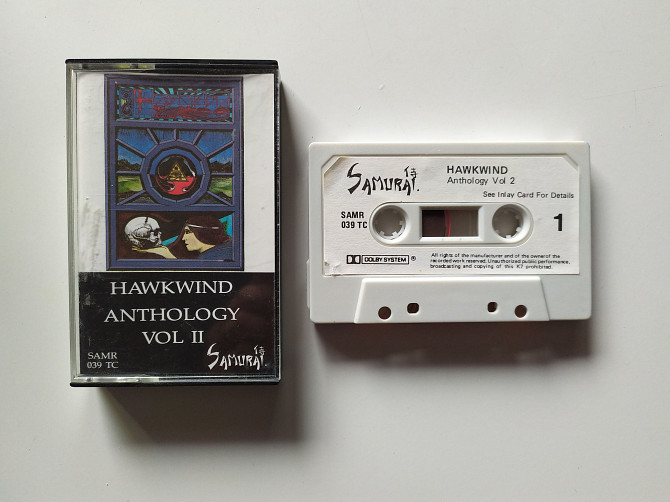 HAWKWIND
ANTHOLOGY
VOL II
SAMR
039 TC
SAMURAI.侍
SAMURAI.侍
HAWKWIND
Anthology Vol 2
See Inlay Card For Details
SAMR
039 TC
1
DOLBY SYSTEM ®
All rights of the manufacturer and of the owner of the
recorded work reserved. Unauthorized public performance,
broadcasting and copying of this K7 prohibited.